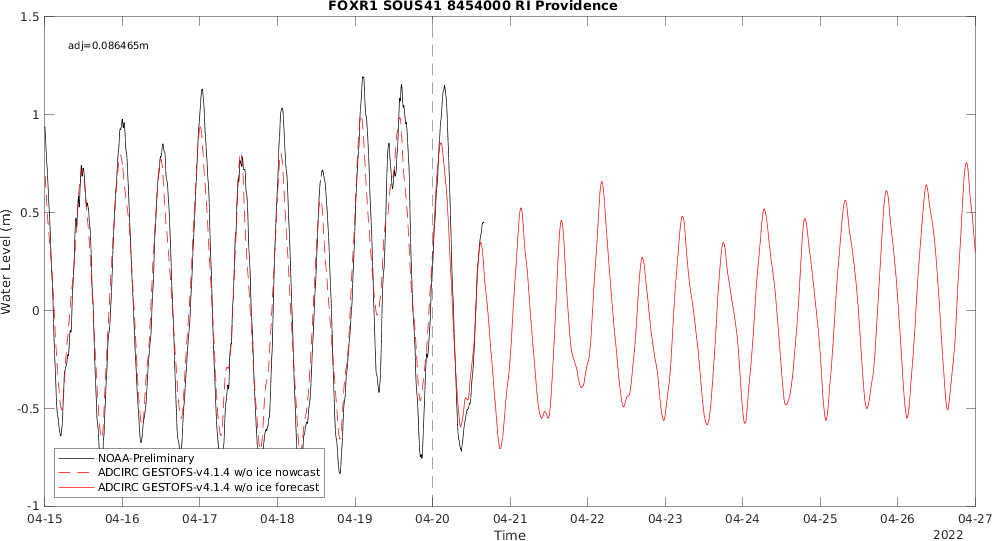 FOXR1 SOUS41 8454000 RI Providence
1.5
adj=0.086465m
1
0.5
0
-0.5
-1
Water Level (m)
NOAA-Preliminary
ADCIRC GESTOFS-v4.1.4 w/o ice nowcast
ADCIRC GESTOFS-v4.1.4 w/o ice forecast
04-15 04-16 04-17 04-18 04-19 04-20 04-21 04-22 04-23 04-24 04-25 04-26 04-27
Time
2022